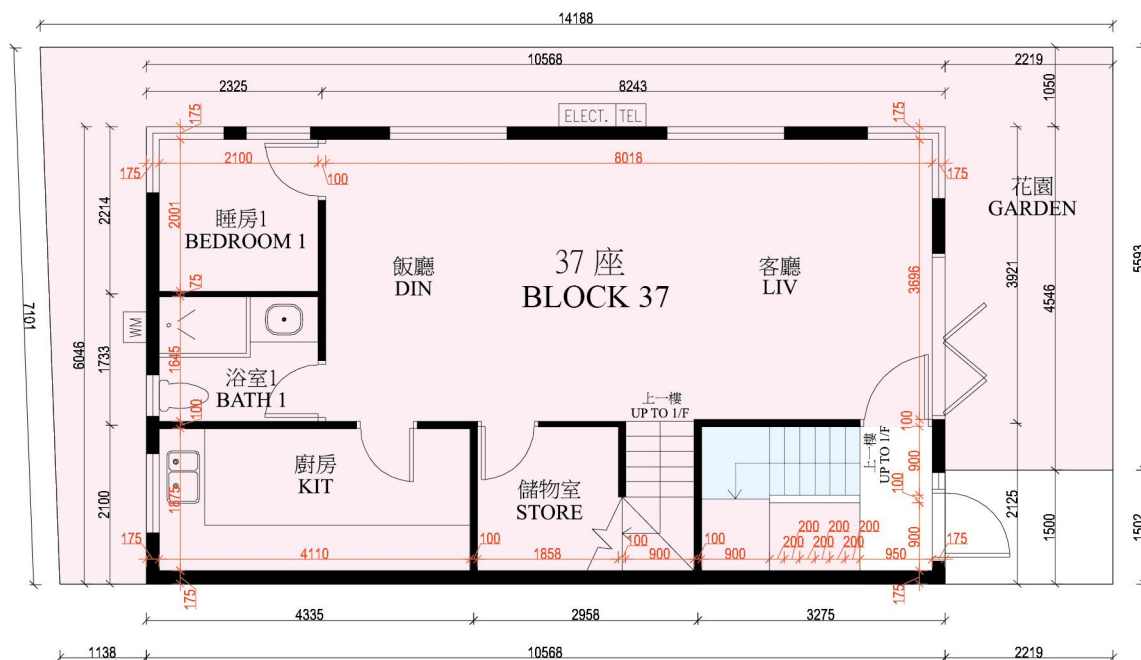 14188
10568
2219
2325
8243
1050
ELECT. TEL
175
175
175
2100
100
8018
175
花園
GARDEN
2214
2001
睡房1
BEDROOM 1
飯廳
DIN
37 座
BLOCK 37
客廳
LIV
3696
3921
4546
5593
7101
75
WM
6046
1733
1645
浴室1
BATH 1
上一樓
UP TO 1/F
100
100
上一樓
UP TO 1/F
900
廚房
KIT
儲物室
STORE
2100
1875
100
2125
1500
1502
200 200 200
200 200 200
175
4110
100
1858
100
900
100
900
950
900
175
175
175
4335
2958
3275
1138
10568
2219